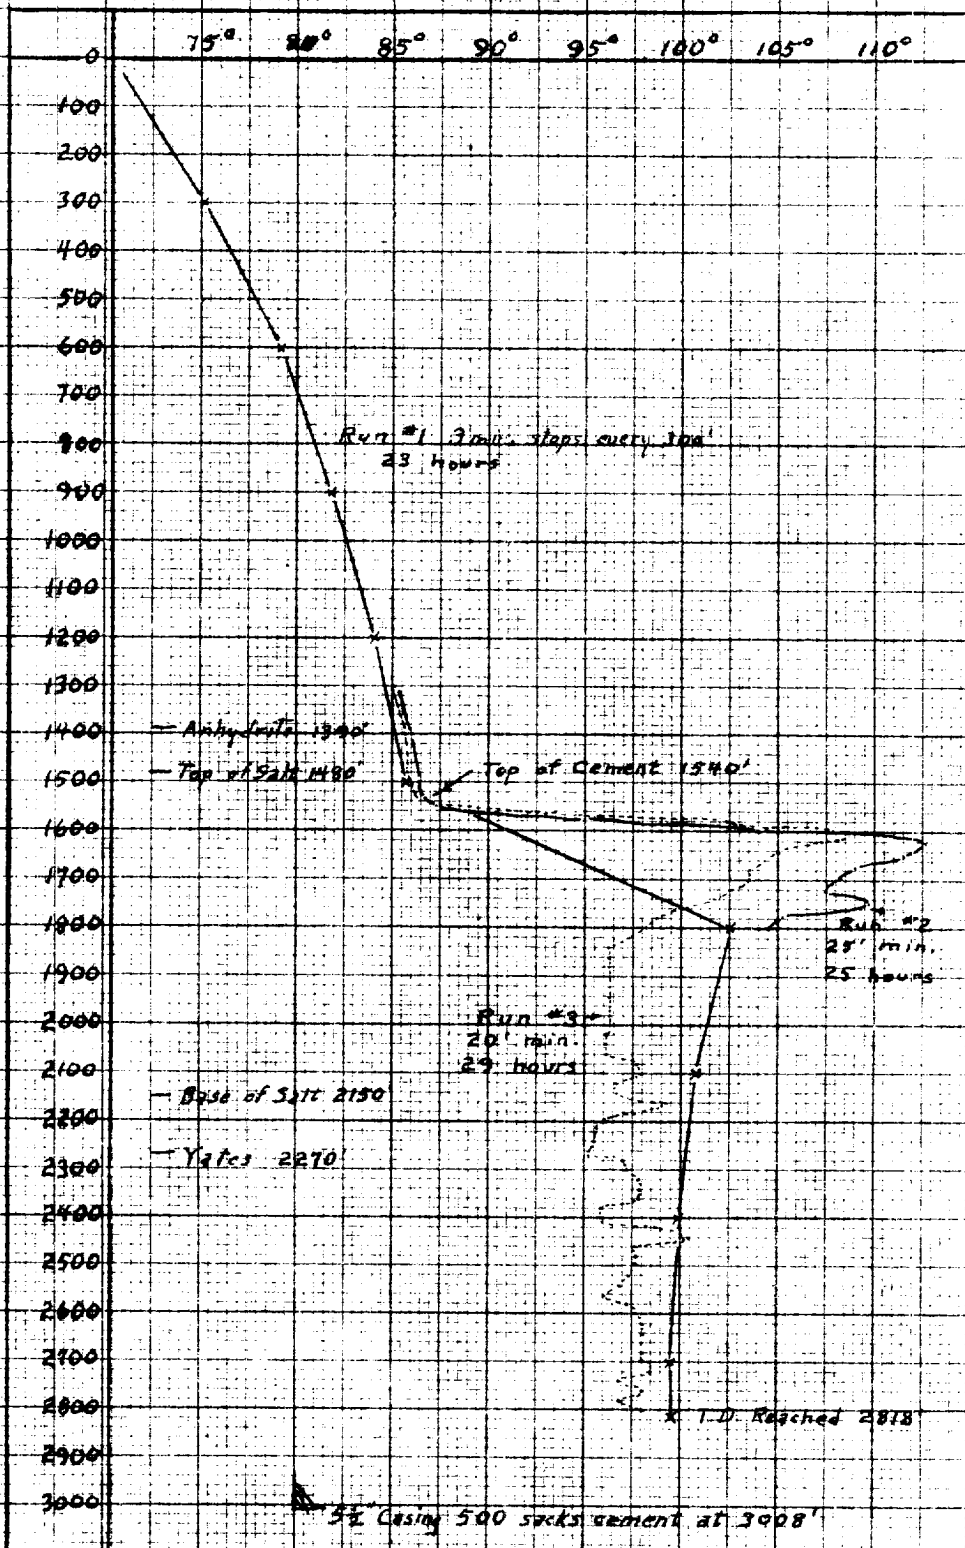 75° 80° 85° 90° 95° 100° 105° 110°
0
100
200
300
400
500
600
700
800
Run #1 3 min. stops every 300'
23 hours
900
1000
1100
1200
1300
1400
Anhydrite 1390'
Top of Salt 1480'
1500
Top of Cement 1540'
1600
1700
1800
Run #2
25' min.
25 hours
1900
2000
Run #3
20' min.
29 hours
2100
Base of Salt 2150'
2200
Yates 2270'
2300
2400
2500
2600
2700
2800
T.D. Reached 2818'
2900
3000
5½" Casing 500 sacks cement at 3008'